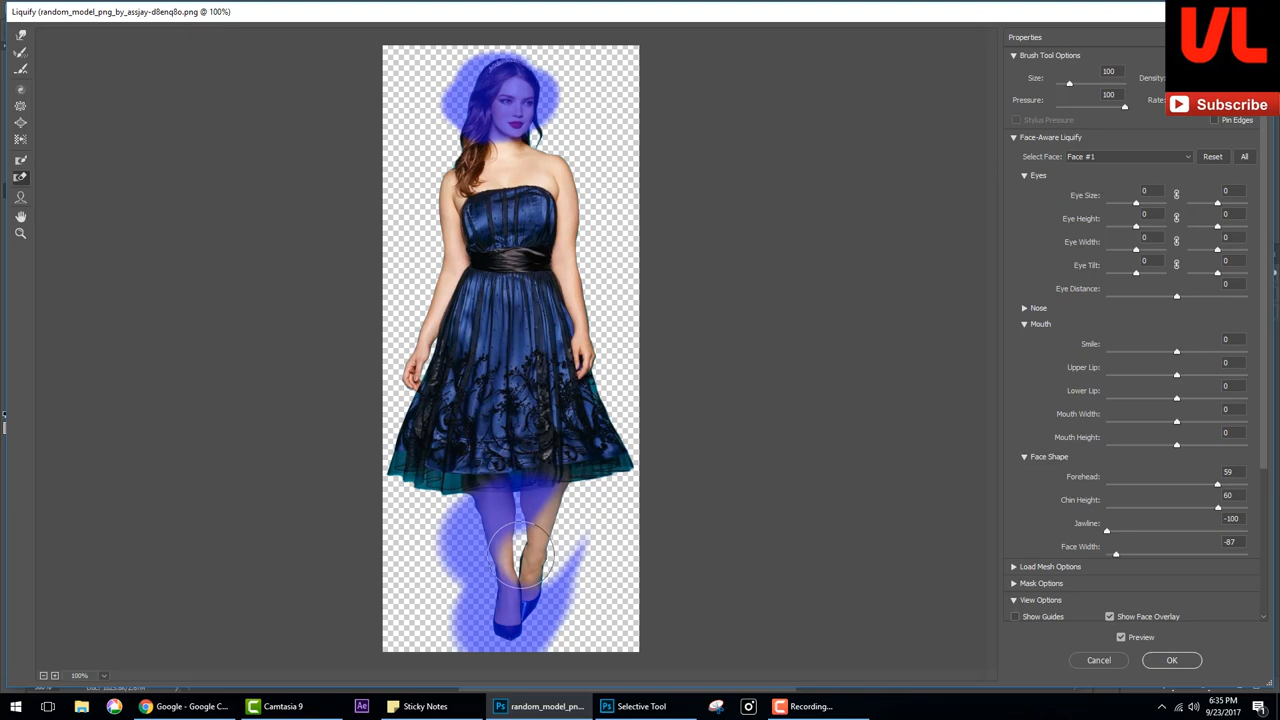 Liquify (random_model_png_by_assjay-d8enq8o.png @ 100%)
VL
Subscribe
Properties
Brush Tool Options
Size: 100 Density:
Pressure: 100 Rate:
Stylus Pressure Pin Edges
Face-Aware Liquify
Select Face: Face #1 Reset All
Eyes
Eye Size: 0 0
Eye Height: 0 0
Eye Width: 0 0
Eye Tilt: 0 0
Eye Distance: 0
Nose
Mouth
Smile: 0
Upper Lip: 0
Lower Lip: 0
Mouth Width: 0
Mouth Height: 0
Face Shape
Forehead: 59
Chin Height: 60
Jawline: -100
Face Width: -87
Load Mesh Options
Mask Options
View Options
Show Guides Show Face Overlay
Preview
Cancel OK
100%
Google - Google C...
Camtasia 9
Ae
Sticky Notes
Ps random_model_pn...
Ps Selective Tool
Recording...
6:35 PM
9/23/2017